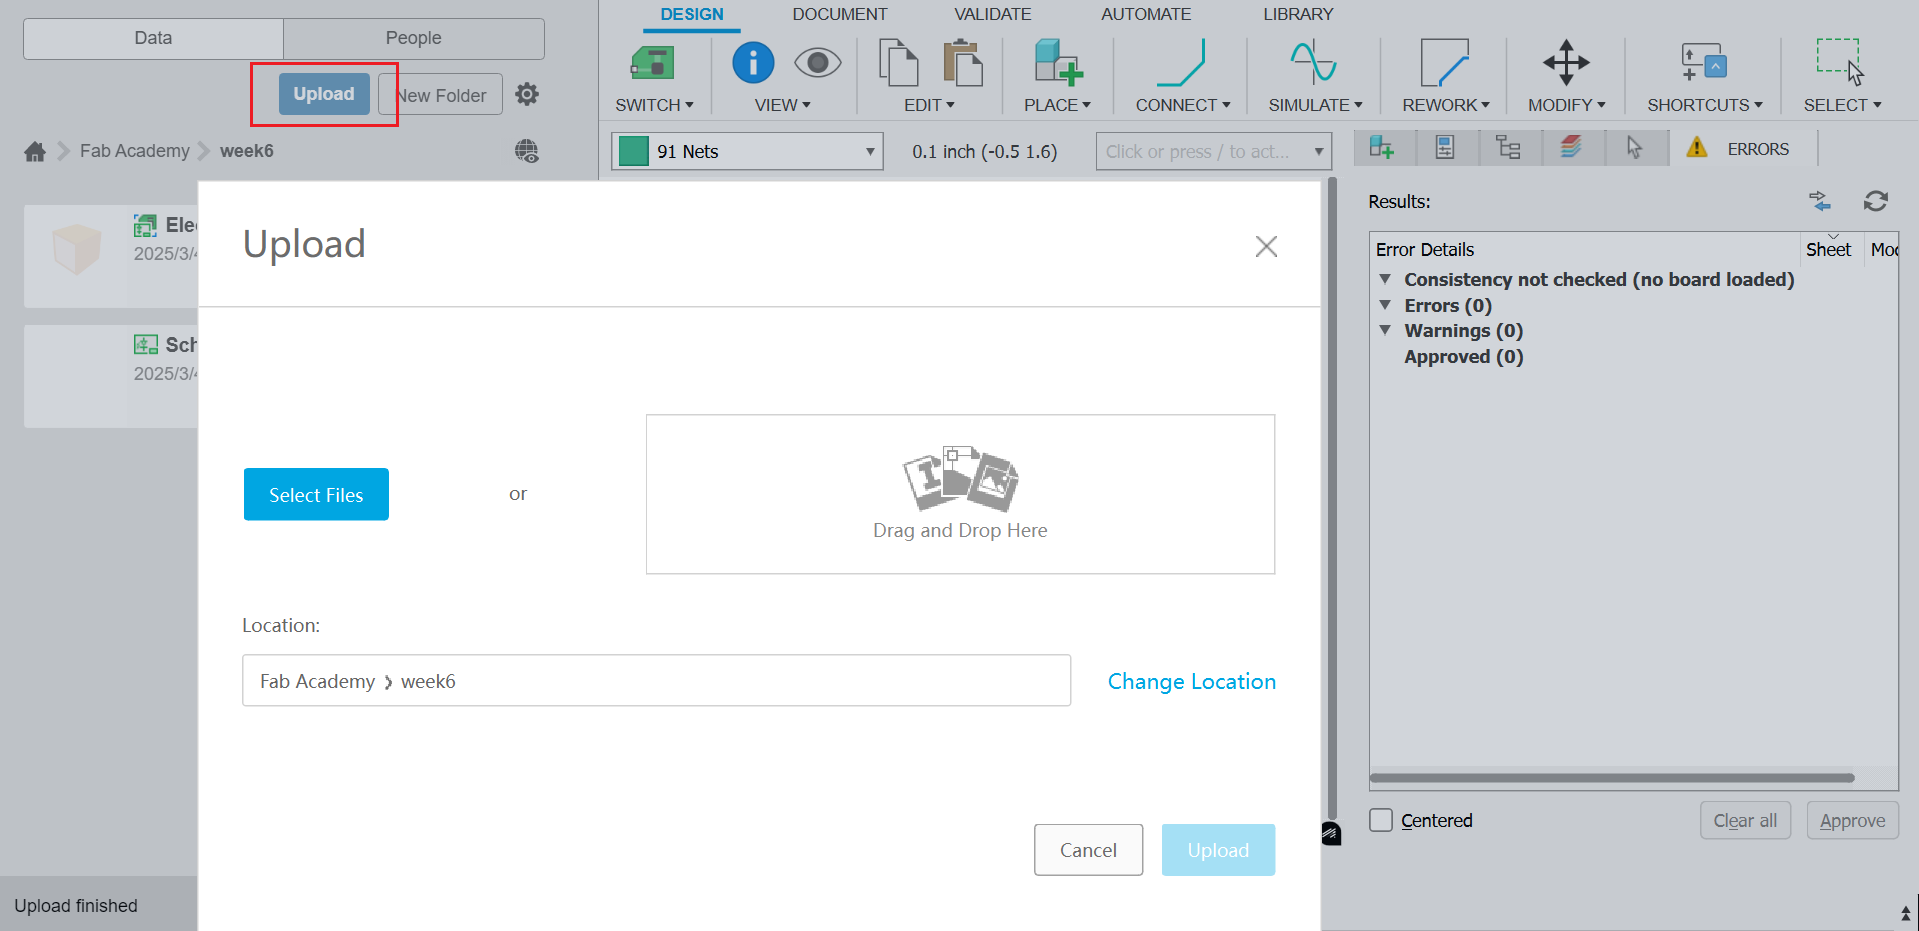 Data
People
Upload
New Folder
Fab Academy
week6
DESIGN
DOCUMENT
VALIDATE
AUTOMATE
LIBRARY
SWITCH
VIEW
EDIT
PLACE
CONNECT
SIMULATE
REWORK
MODIFY
SHORTCUTS
SELECT
91 Nets
0.1 inch (-0.5 1.6)
Click or press / to act...
ERRORS
Ele
2025/3/4
Sch
2025/3/4
Upload
Select Files
or
Drag and Drop Here
Location:
Fab Academy
week6
Change Location
Cancel
Upload
Results:
Error Details
Sheet
Consistency not checked (no board loaded)
Errors (0)
Warnings (0)
Approved (0)
Centered
Clear all
Approve
Upload finished